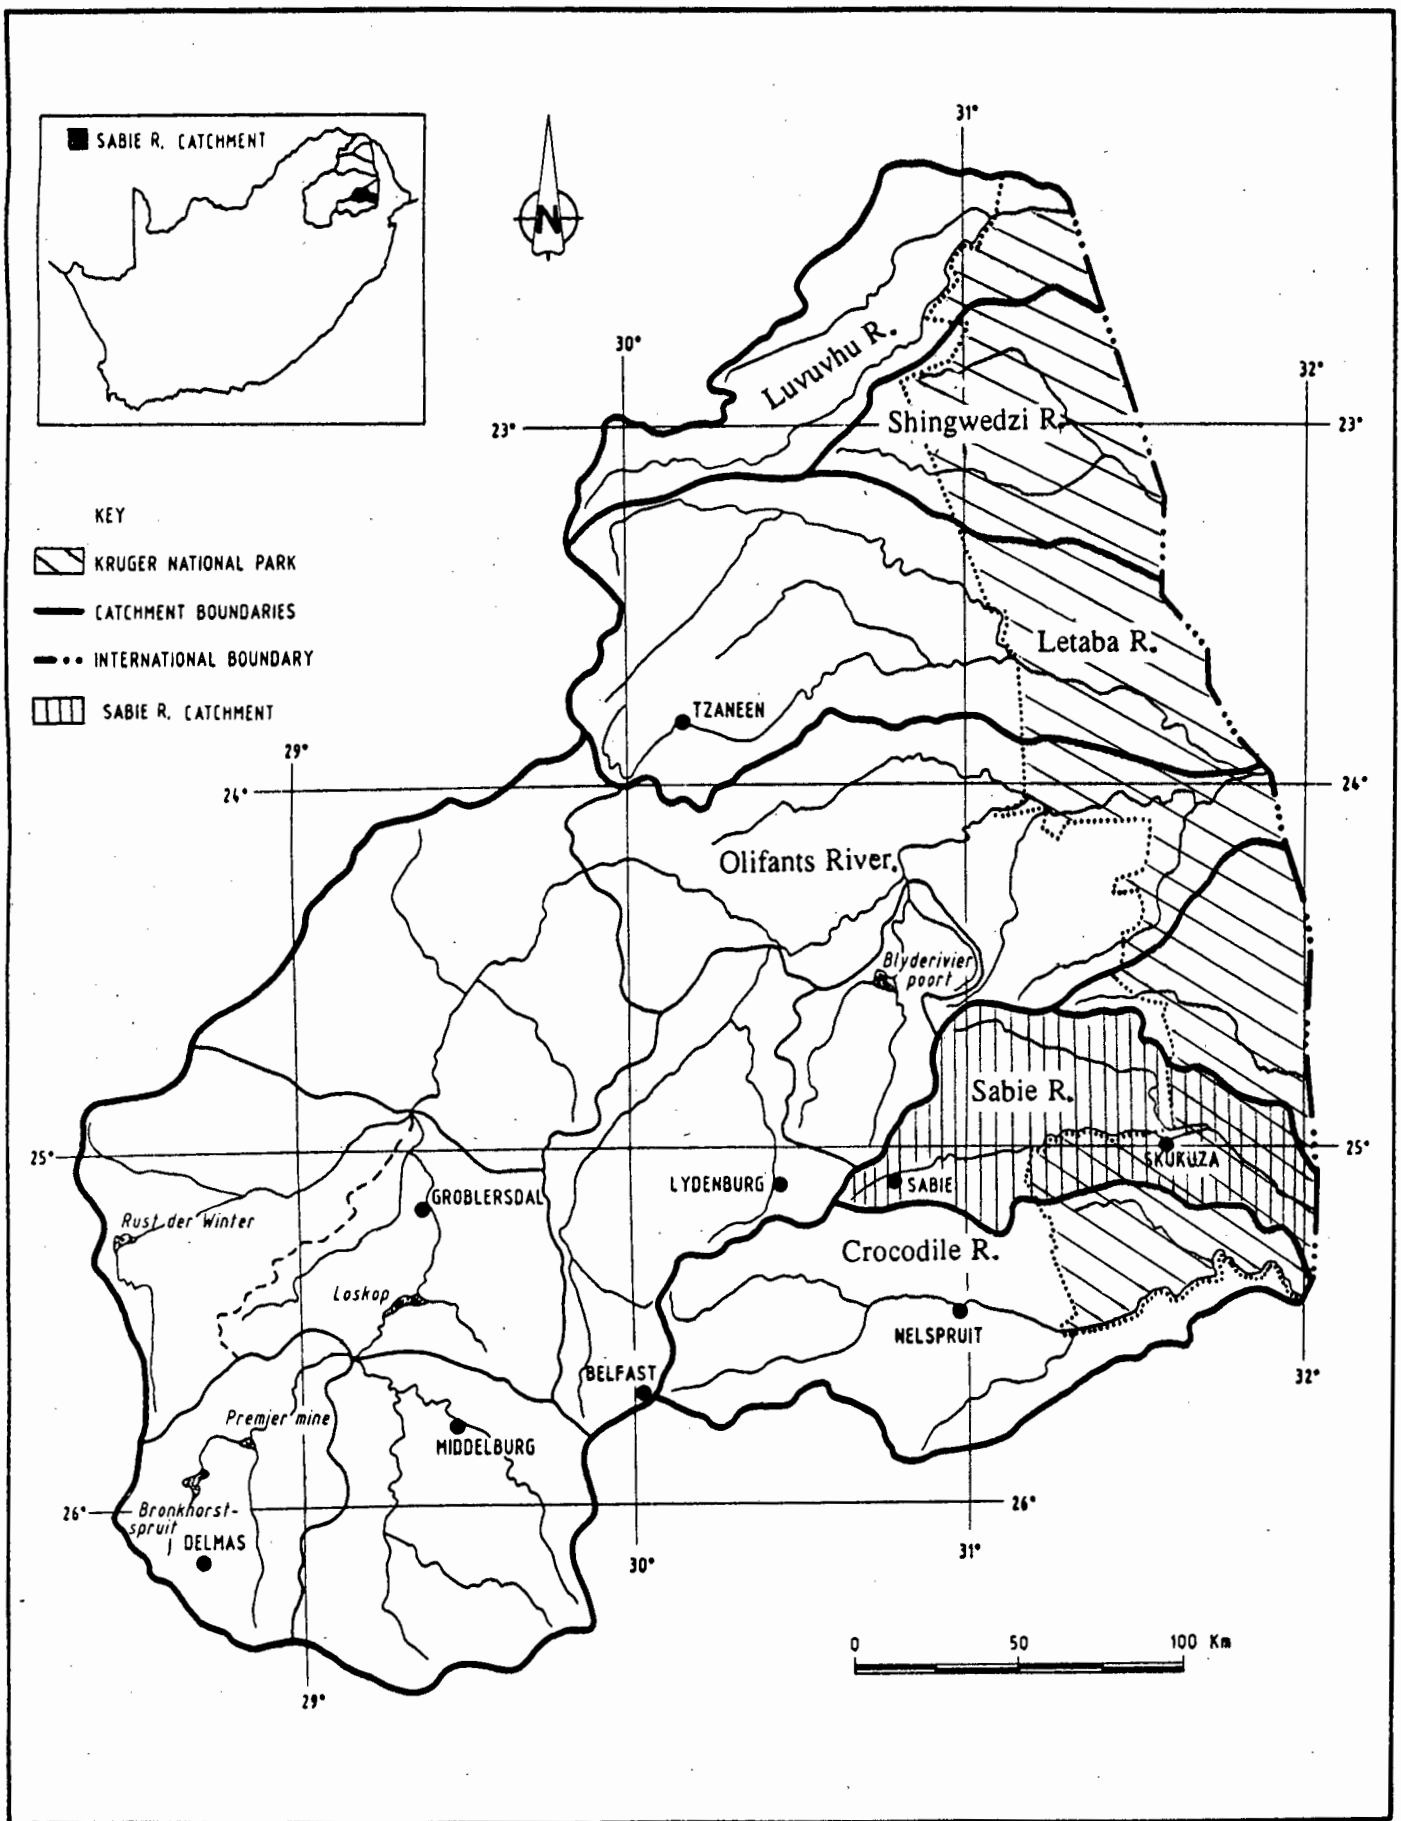 SABIE R. CATCHMENT
N
31°
30°
32°
Luvuvhu R.
23°
Shingwedzi R.
23°
KEY
KRUGER NATIONAL PARK
CATCHMENT BOUNDARIES
INTERNATIONAL BOUNDARY
SABIE R. CATCHMENT
Letaba R.
TZANEEN
29°
24°
24°
Olifants River.
Blyderivier
poort
Sabie R.
25°
25°
SKUKUZA
LYDENBURG
SABIE
GROBLERSDAL
Rust der Winter
Crocodile R.
Loskop
NELSPRUIT
BELFAST
32°
Premier mine
MIDDELBURG
26°
26°
Bronkhorst-
spruit
DELMAS
30°
31°
0 50 100 Km
29°